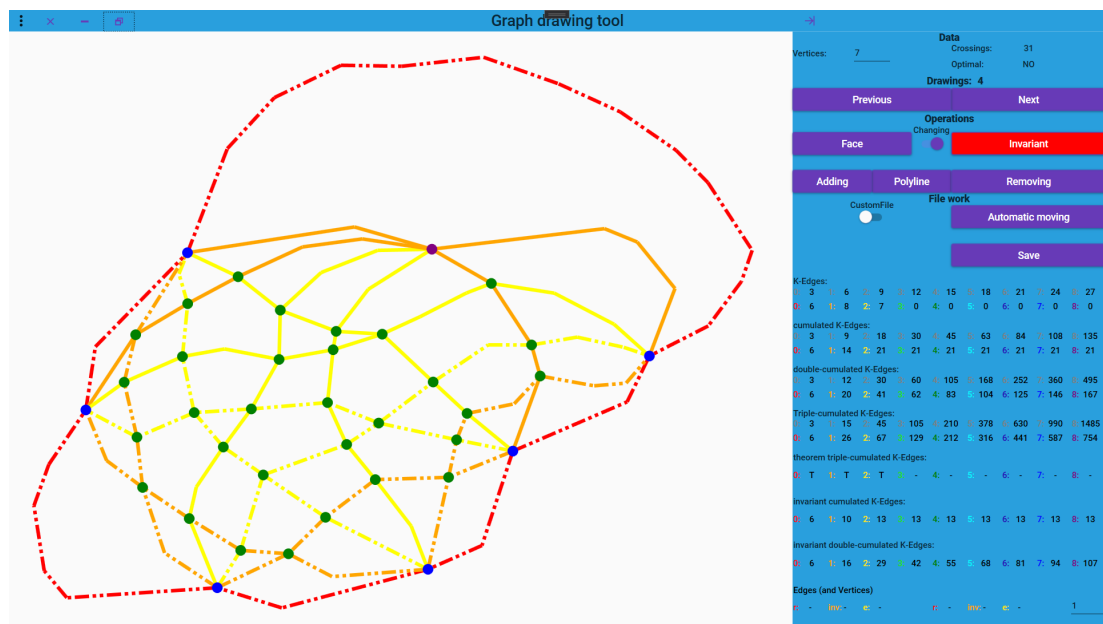 Graph drawing tool
Data
Vertices: 7 Crossings: 31
Optimal: NO
Drawings: 4
Previous Next
Operations
Changing
Face Invariant
Adding Polyline Removing
File work
CustomFile
Automatic moving
Save
K-Edges:
3 6 9 12 15 18 21 24 27
0: 6 1: 8 2: 7 3: 0 4: 0 5: 0 6: 0 7: 0 8: 0
cumulated K-Edges:
3 9 18 30 45 63 84 108 135
0: 6 1: 14 2: 21 3: 21 4: 21 5: 21 6: 21 7: 21 8: 21
double-cumulated K-Edges:
3 12 30 60 105 168 252 360 495
0: 6 1: 20 2: 41 3: 62 4: 83 5: 104 6: 125 7: 146 8: 167
Triple-cumulated K-Edges:
3 15 45 105 210 378 630 990 1485
0: 6 1: 26 2: 67 3: 129 4: 212 5: 316 6: 441 7: 587 8: 754
theorem triple-cumulated K-Edges:
0: T 1: T 2: T 3: - 4: - 5: - 6: - 7: - 8: -
invariant cumulated K-Edges:
0: 6 1: 10 2: 13 3: 13 4: 13 5: 13 6: 13 7: 13 8: 13
invariant double-cumulated K-Edges:
0: 6 1: 16 2: 29 3: 42 4: 55 5: 68 6: 81 7: 94 8: 107
Edges (and Vertices)
r: - inv: - e: - r: - inv: - e: - 1